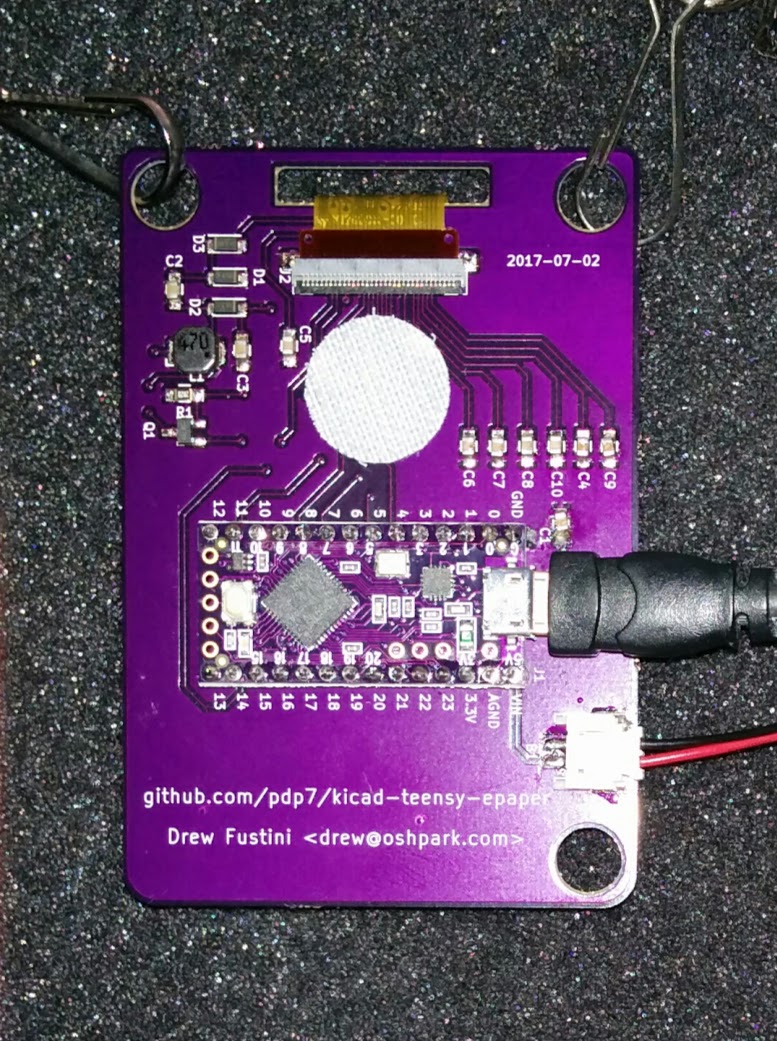 D3
C2
D1
J2
2017-07-02
D2
470
C5
C3
R1
Q1
C6
C7
C8
C10
C4
C9
12 11 10 9 8 7 6 5 4 3 2 1 0 GND
13 14 15 16 17 18 19 20 21 22 23 3.3V AGND VIN
J1
github.com/pdp7/kicad-teensy-epaper
Drew Fustini <drew@oshpark.com>